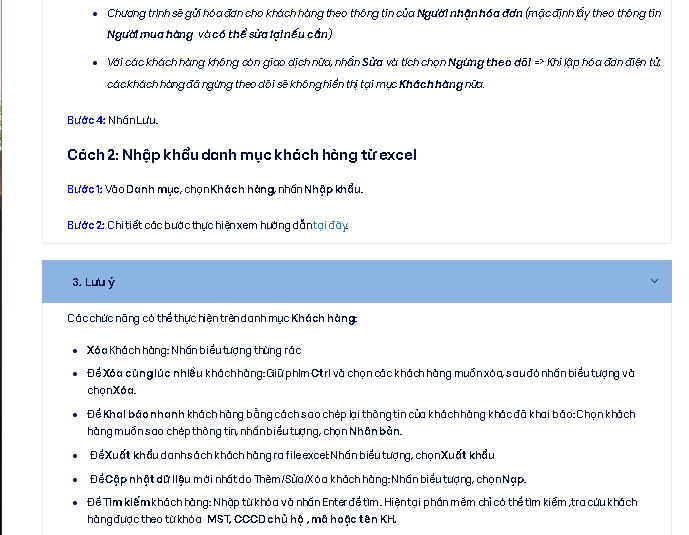 Chương trình sẽ gửi hóa đơn cho khách hàng theo thông tin của Người nhận hóa đơn (mặc định lấy theo thông tin
Người mua hàng và có thể sửa lại nếu cần)
Với các khách hàng không còn giao dịch nữa, nhấn Sửa và tích chọn Ngừng theo dõi => Khi lập hóa đơn điện tử,
các khách hàng đã ngừng theo dõi sẽ không hiển thị tại mục Khách hàng nữa.
Bước 4: Nhấn Lưu.
Cách 2: Nhập khẩu danh mục khách hàng từ excel
Bước 1: Vào Danh mục, chọn Khách hàng, nhấn Nhập khẩu.
Bước 2: Chi tiết các bước thực hiện xem hướng dẫn tại đây.
3. Lưu ý
Các chức năng có thể thực hiện trên danh mục Khách hàng:
Xóa Khách hàng: Nhấn biểu tượng thùng rác
Để Xóa cùng lúc nhiều khách hàng: Giữ phím Ctrl và chọn các khách hàng muốn xóa, sau đó nhấn biểu tượng và
chọn Xóa.
Để Khai báo nhanh khách hàng bằng cách sao chép lại thông tin của khách hàng khác đã khai báo: Chọn khách
hàng muốn sao chép thông tin, nhấn biểu tượng, chọn Nhân bản.
Để Xuất khẩu danh sách khách hàng ra file excel: Nhấn biểu tượng, chọn Xuất khẩu
Để Cập nhật dữ liệu mới nhất do Thêm/Sửa/Xóa khách hàng: Nhấn biểu tượng, chọn Nạp.
Để Tìm kiếm khách hàng: Nhập từ khóa và nhấn Enter để tìm. Hiện tại phần mềm chỉ có thể tìm kiếm ,tra cứu khách
hàng được theo từ khóa MST, CCCD chủ hộ , mã hoặc tên KH.